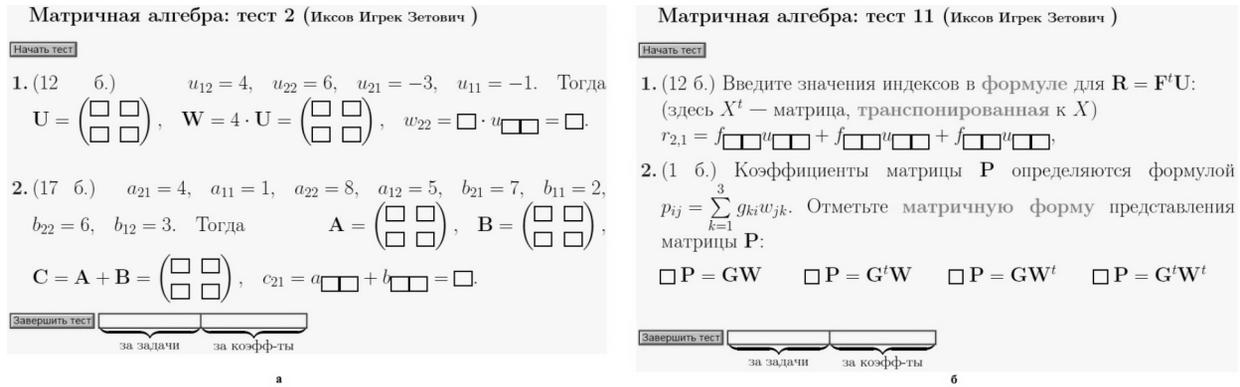 Матричная алгебра: тест 2 (Иксов Игрек Зетович )
Начать тест
1. (12 б.) u₁₂ = 4, u₂₂ = 6, u₂₁ = −3, u₁₁ = −1. Тогда
U = (□ □ □ □), W = 4 · U = (□ □ □ □), w₂₂ = □ · u□□ = □.
2. (17 б.) a₂₁ = 4, a₁₁ = 1, a₂₂ = 8, a₁₂ = 5, b₂₁ = 7, b₁₁ = 2,
b₂₂ = 6, b₁₂ = 3. Тогда A = (□ □ □ □), B = (□ □ □ □),
C = A + B = (□ □ □ □), c₂₁ = a□□ + b□□ = □.
Завершить тест
за задачи за коэфф-ты
а
Матричная алгебра: тест 11 (Иксов Игрек Зетович )
Начать тест
1. (12 б.) Введите значения индексов в формуле для R = FᵗU:
(здесь Xᵗ — матрица, транспонированная к X)
r₂,₁ = f□□u□□ + f□□u□□ + f□□u□□,
2. (1 б.) Коэффициенты матрицы P определяются формулой
pᵢⱼ = ∑ₖ₌₁³ gₖᵢwⱼₖ. Отметьте матричную форму представления
матрицы P:
□ P = GW □ P = GᵗW □ P = GWᵗ □ P = GᵗWᵗ
Завершить тест
за задачи за коэфф-ты
б